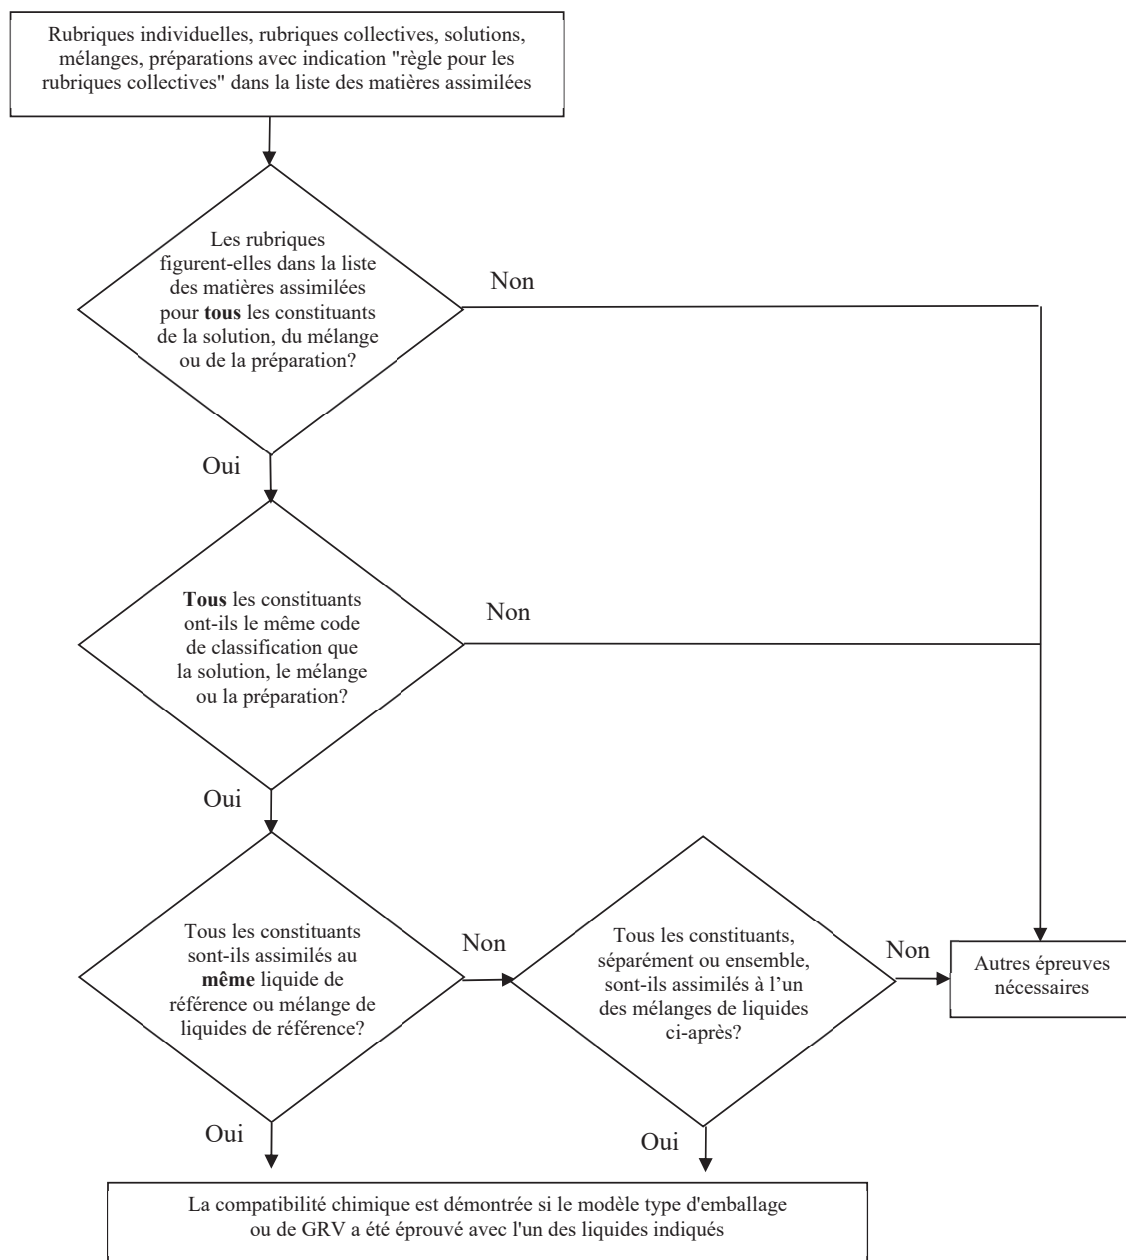 Rubriques individuelles, rubriques collectives, solutions,
mélanges, préparations avec indication "règle pour les
rubriques collectives" dans la liste des matières assimilées
Les rubriques
figurent-elles dans la liste
des matières assimilées
pour tous les constituants
de la solution, du mélange
ou de la préparation?
Non
Oui
Tous les constituants
ont-ils le même code
de classification que
la solution, le mélange
ou la préparation?
Non
Oui
Tous les constituants
sont-ils assimilés au
même liquide de
référence ou mélange de
liquides de référence?
Non
Tous les constituants,
séparément ou ensemble,
sont-ils assimilés à l’un
des mélanges de liquides
ci-après?
Non
Autres épreuves
nécessaires
Oui
Oui
La compatibilité chimique est démontrée si le modèle type d'emballage
ou de GRV a été éprouvé avec l'un des liquides indiqués